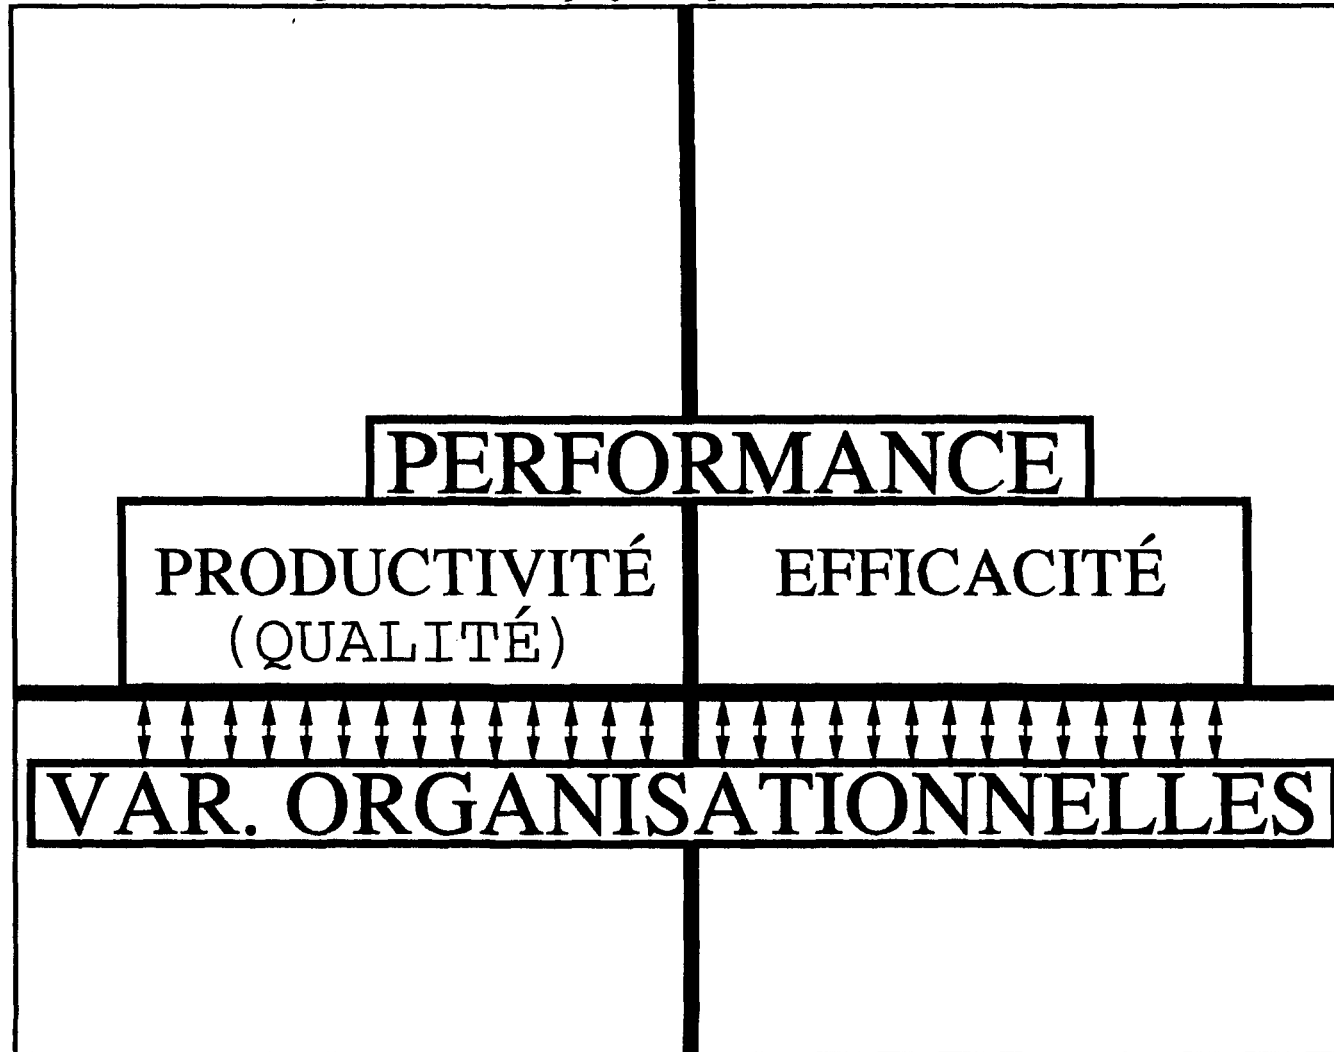 PERFORMANCE
PRODUCTIVITÉ
(QUALITÉ)
EFFICACITÉ
VAR. ORGANISATIONNELLES